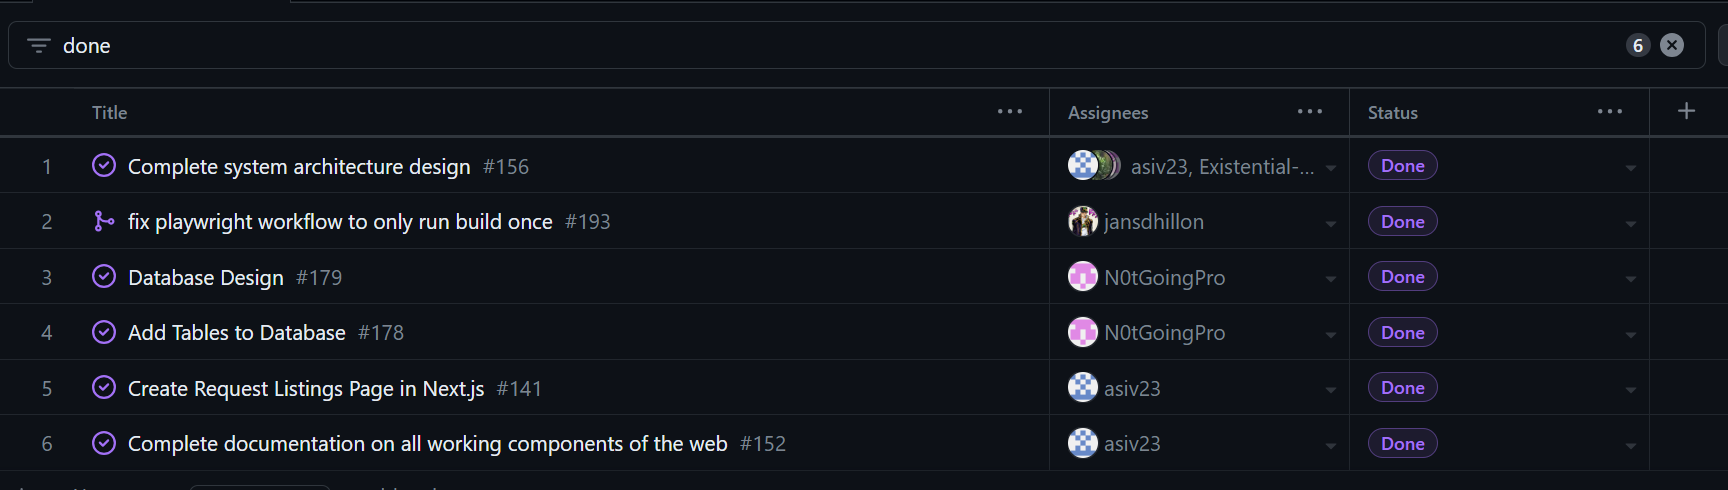 done 6
Title Assignees Status
1 Complete system architecture design #156 asiv23, Existential-... Done
2 fix playwright workflow to only run build once #193 jansdhillon Done
3 Database Design #179 N0tGoingPro Done
4 Add Tables to Database #178 N0tGoingPro Done
5 Create Request Listings Page in Next.js #141 asiv23 Done
6 Complete documentation on all working components of the web #152 asiv23 Done